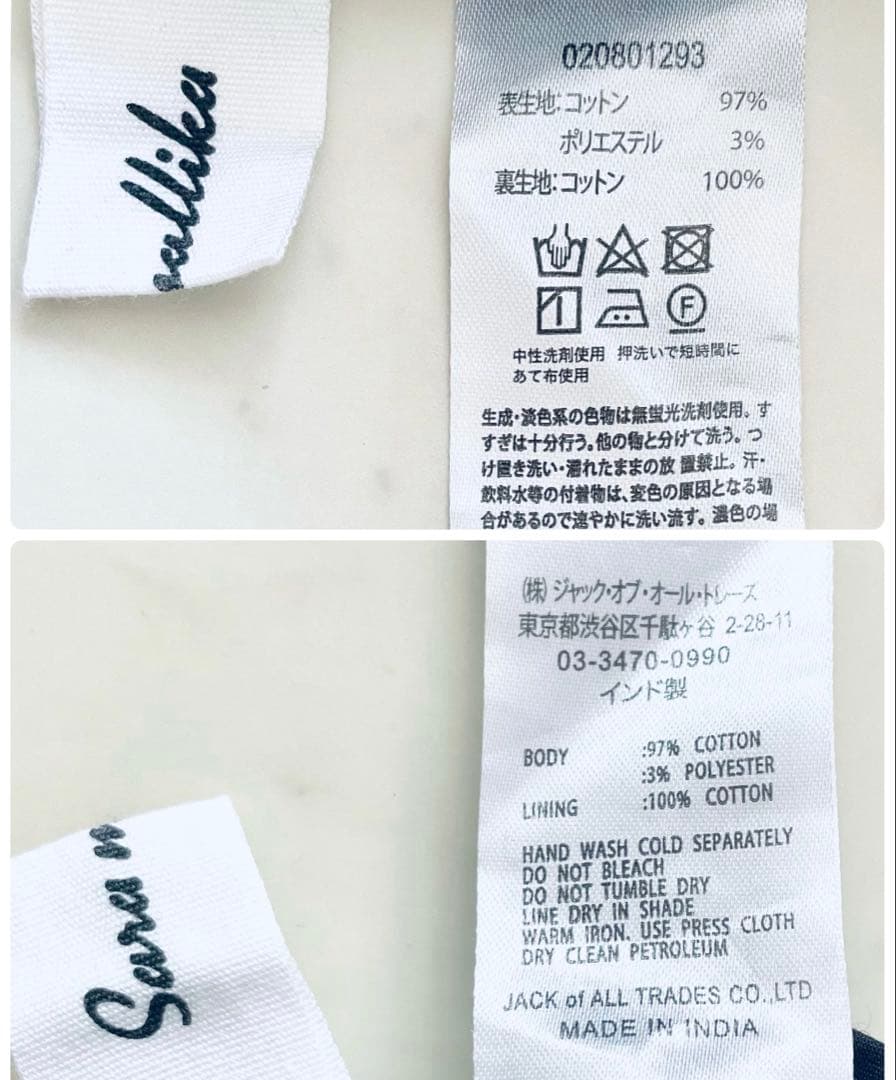 allika
020801293
表生地:コットン 97%
ポリエステル 3%
裏生地:コットン 100%
F
中性洗剤使用 押洗いで短時間に
あて布使用
生成・淡色系の色物は無蛍光洗剤使用。す
すぎは十分行う。他の物と分けて洗う。つ
け置き洗い・濡れたままの放 置禁止。汗・
飲料水等の付着物は、変色の原因となる場
合があるので速やかに洗い流す。濃色の場
Sara m
(株)ジャック・オブ・オール・トレーズ
東京都渋谷区千駄ヶ谷 2-28-11
03-3470-0990
インド製
BODY :97% COTTON
:3% POLYESTER
LINING :100% COTTON
HAND WASH COLD SEPARATELY
DO NOT BLEACH
DO NOT TUMBLE DRY
LINE DRY IN SHADE
WARM IRON. USE PRESS CLOTH
DRY CLEAN PETROLEUM
JACK of ALL TRADES CO.,LTD
MADE IN INDIA